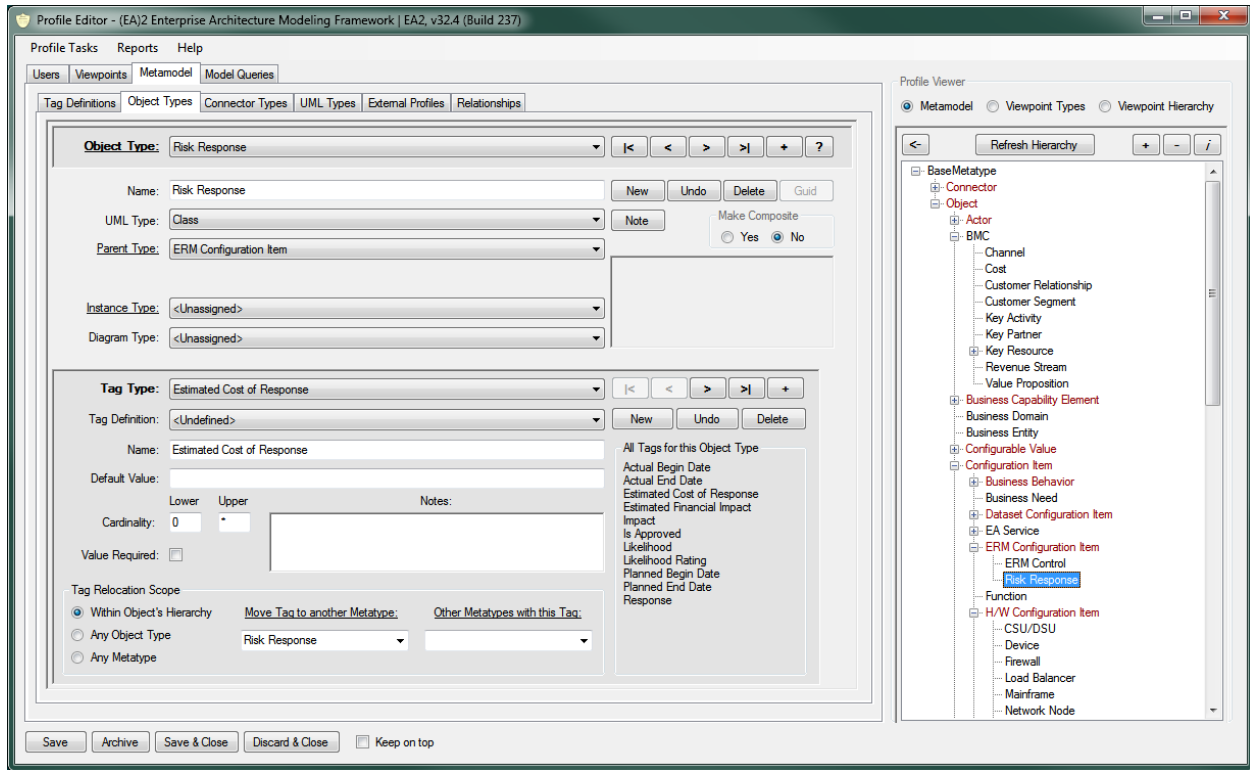 Profile Editor - (EA)2 Enterprise Architecture Modeling Framework | EA2, v32.4 (Build 237)
Profile Tasks Reports Help
Users Viewpoints Metamodel Model Queries
Tag Definitions Object Types Connector Types UML Types External Profiles Relationships
Object Type: Risk Response |< < > >| + ?
Name: Risk Response New Undo Delete Guid
UML Type: Class Note Make Composite
Yes No
Parent Type: ERM Configuration Item
Instance Type: <Unassigned>
Diagram Type: <Unassigned>
Tag Type: Estimated Cost of Response |< < > >| +
Tag Definition: <Undefined> New Undo Delete
Name: Estimated Cost of Response
Default Value:
Lower Upper Notes:
Cardinality: 0 *
Value Required:
All Tags for this Object Type
Actual Begin Date
Actual End Date
Estimated Cost of Response
Estimated Financial Impact
Impact
Is Approved
Likelihood
Likelihood Rating
Planned Begin Date
Planned End Date
Response
Tag Relocation Scope
Within Object's Hierarchy Move Tag to another Metatype: Other Metatypes with this Tag:
Any Object Type Risk Response
Any Metatype
Save Archive Save & Close Discard & Close Keep on top
Profile Viewer
Metamodel Viewpoint Types Viewpoint Hierarchy
<- Refresh Hierarchy + - i
BaseMetatype
Connector
Object
Actor
BMC
Channel
Cost
Customer Relationship
Customer Segment
Key Activity
Key Partner
Key Resource
Revenue Stream
Value Proposition
Business Capability Element
Business Domain
Business Entity
Configurable Value
Configuration Item
Business Behavior
Business Need
Dataset Configuration Item
EA Service
ERM Configuration Item
ERM Control
Risk Response
Function
H/W Configuration Item
CSU/DSU
Device
Firewall
Load Balancer
Mainframe
Network Node